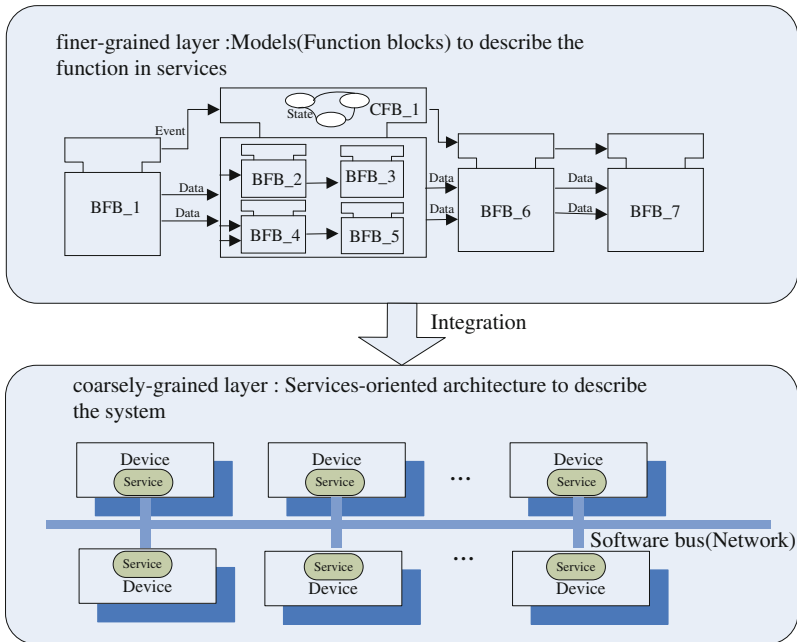 finer-grained layer :Models(Function blocks) to describe the
function in services
State
CFB_1
Event
BFB_1
Data
Data
BFB_2
BFB_3
BFB_4
BFB_5
Data
Data
BFB_6
Data
Data
BFB_7
Integration
coarsely-grained layer : Services-oriented architecture to describe
the system
Device
Service
Device
Service
...
Device
Service
Software bus(Network)
Service
Device
Service
Device
...
Service
Device